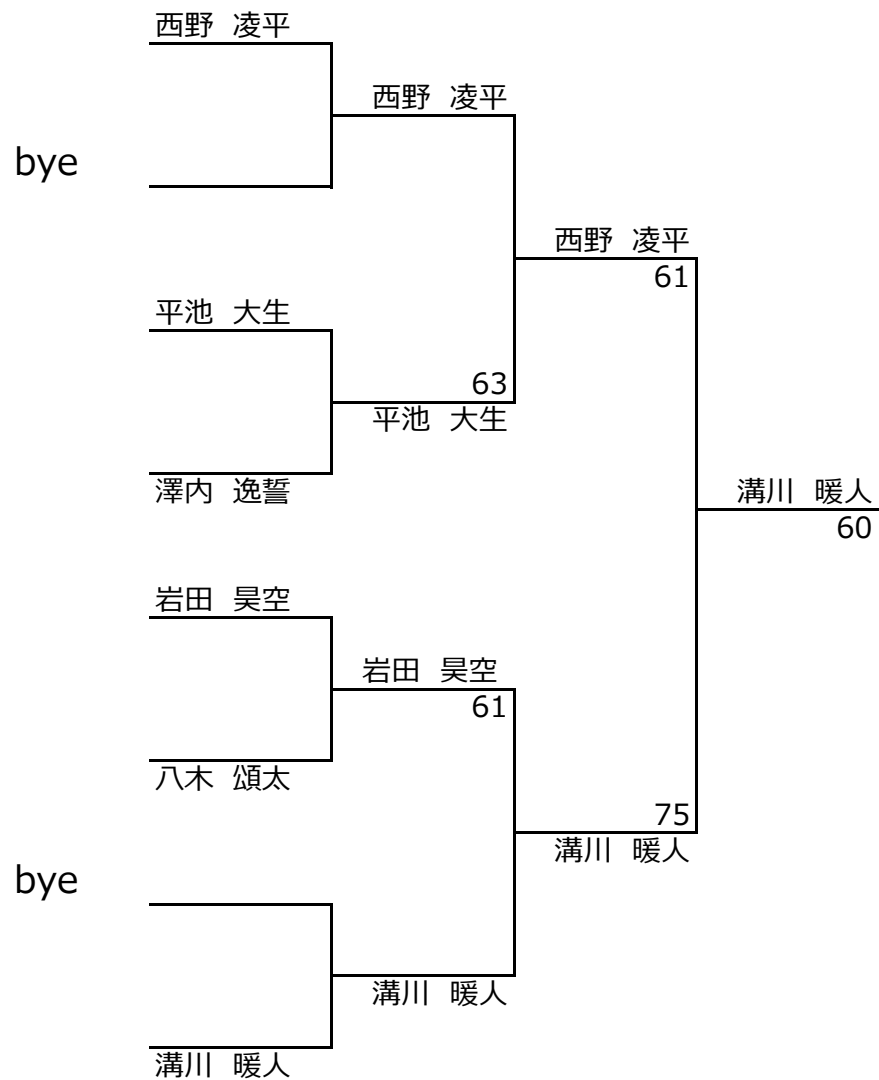 西野 凌平
西野 凌平
bye
西野 凌平
61
平池 大生
63
平池 大生
澤内 逸誓
溝川 暖人
60
岩田 昊空
岩田 昊空
61
八木 頌太
75
溝川 暖人
bye
溝川 暖人
溝川 暖人